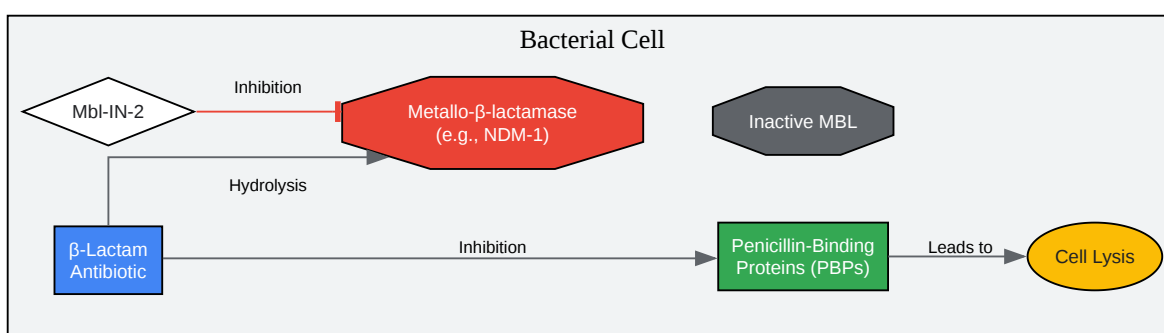 Bacterial Cell
Inhibition
Mbl-IN-2
Metallo-β-lactamase
(e.g., NDM-1)
Inactive MBL
Hydrolysis
β-Lactam
Antibiotic
Inhibition
Penicillin-Binding
Proteins (PBPs)
Leads to
Cell Lysis